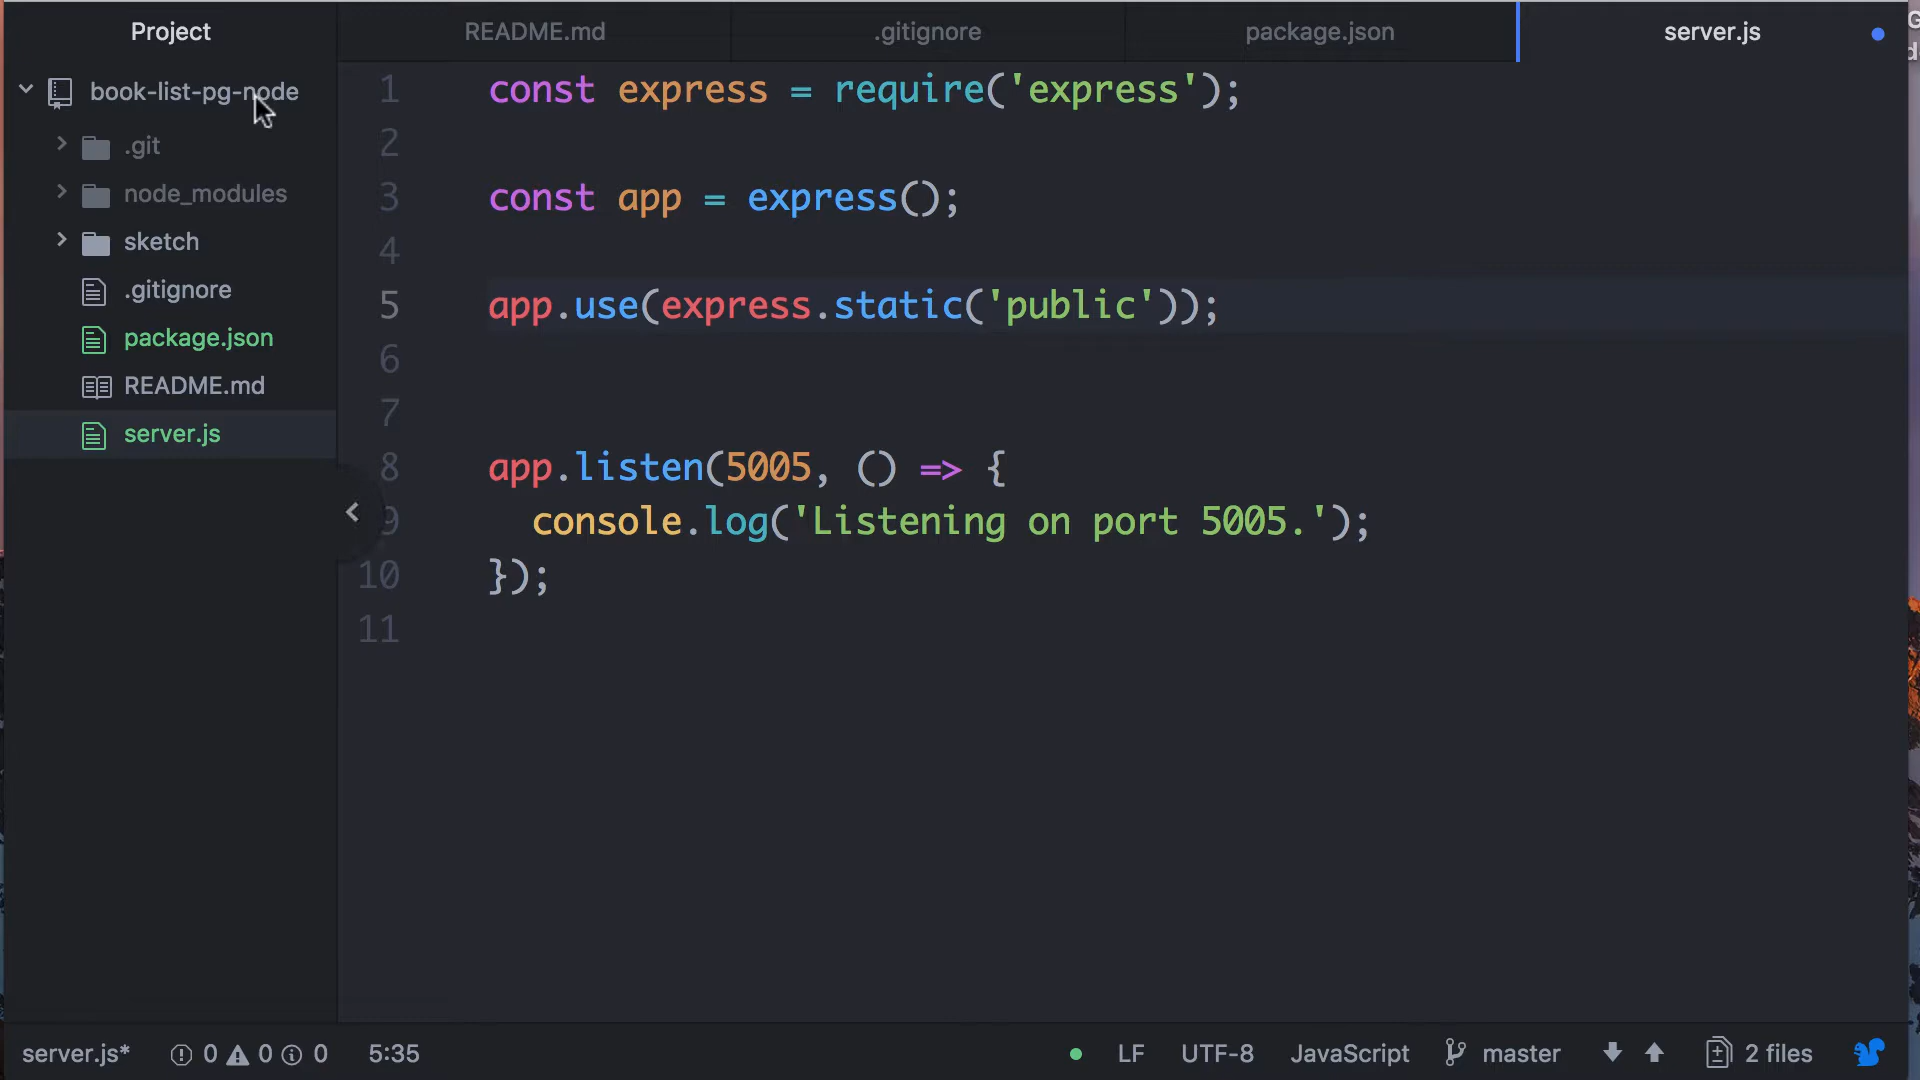 Project
README.md
.gitignore
package.json
server.js
book-list-pg-node
.git
node_modules
sketch
.gitignore
package.json
README.md
server.js
1 const express = require('express');
2
3 const app = express();
4
5 app.use(express.static('public'));
6
7
8 app.listen(5005, () => {
9 console.log('Listening on port 5005.');
10 });
11
server.js* 0 0 0 5:35 LF UTF-8 JavaScript master 2 files